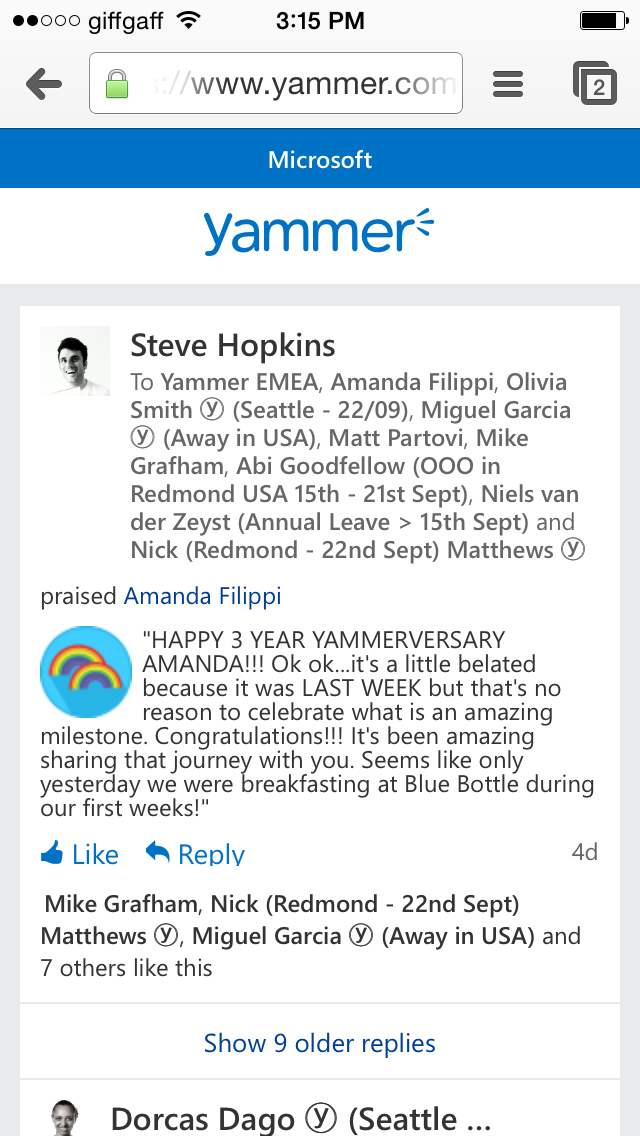 giffgaff 3:15 PM
://www.yammer.com 2
Microsoft
yammer
Steve Hopkins
To Yammer EMEA, Amanda Filippi, Olivia
Smith ⓨ (Seattle - 22/09), Miguel Garcia
ⓨ (Away in USA), Matt Partovi, Mike
Grafham, Abi Goodfellow (OOO in
Redmond USA 15th - 21st Sept), Niels van
der Zeyst (Annual Leave > 15th Sept) and
Nick (Redmond - 22nd Sept) Matthews ⓨ
praised Amanda Filippi
"HAPPY 3 YEAR YAMMERVERSARY
AMANDA!!! Ok ok...it's a little belated
because it was LAST WEEK but that's no
reason to celebrate what is an amazing
milestone. Congratulations!!! It's been amazing
sharing that journey with you. Seems like only
yesterday we were breakfasting at Blue Bottle during
our first weeks!"
Like Reply 4d
Mike Grafham, Nick (Redmond - 22nd Sept)
Matthews ⓨ, Miguel Garcia ⓨ (Away in USA) and
7 others like this
Show 9 older replies
Dorcas Dago ⓨ (Seattle ...